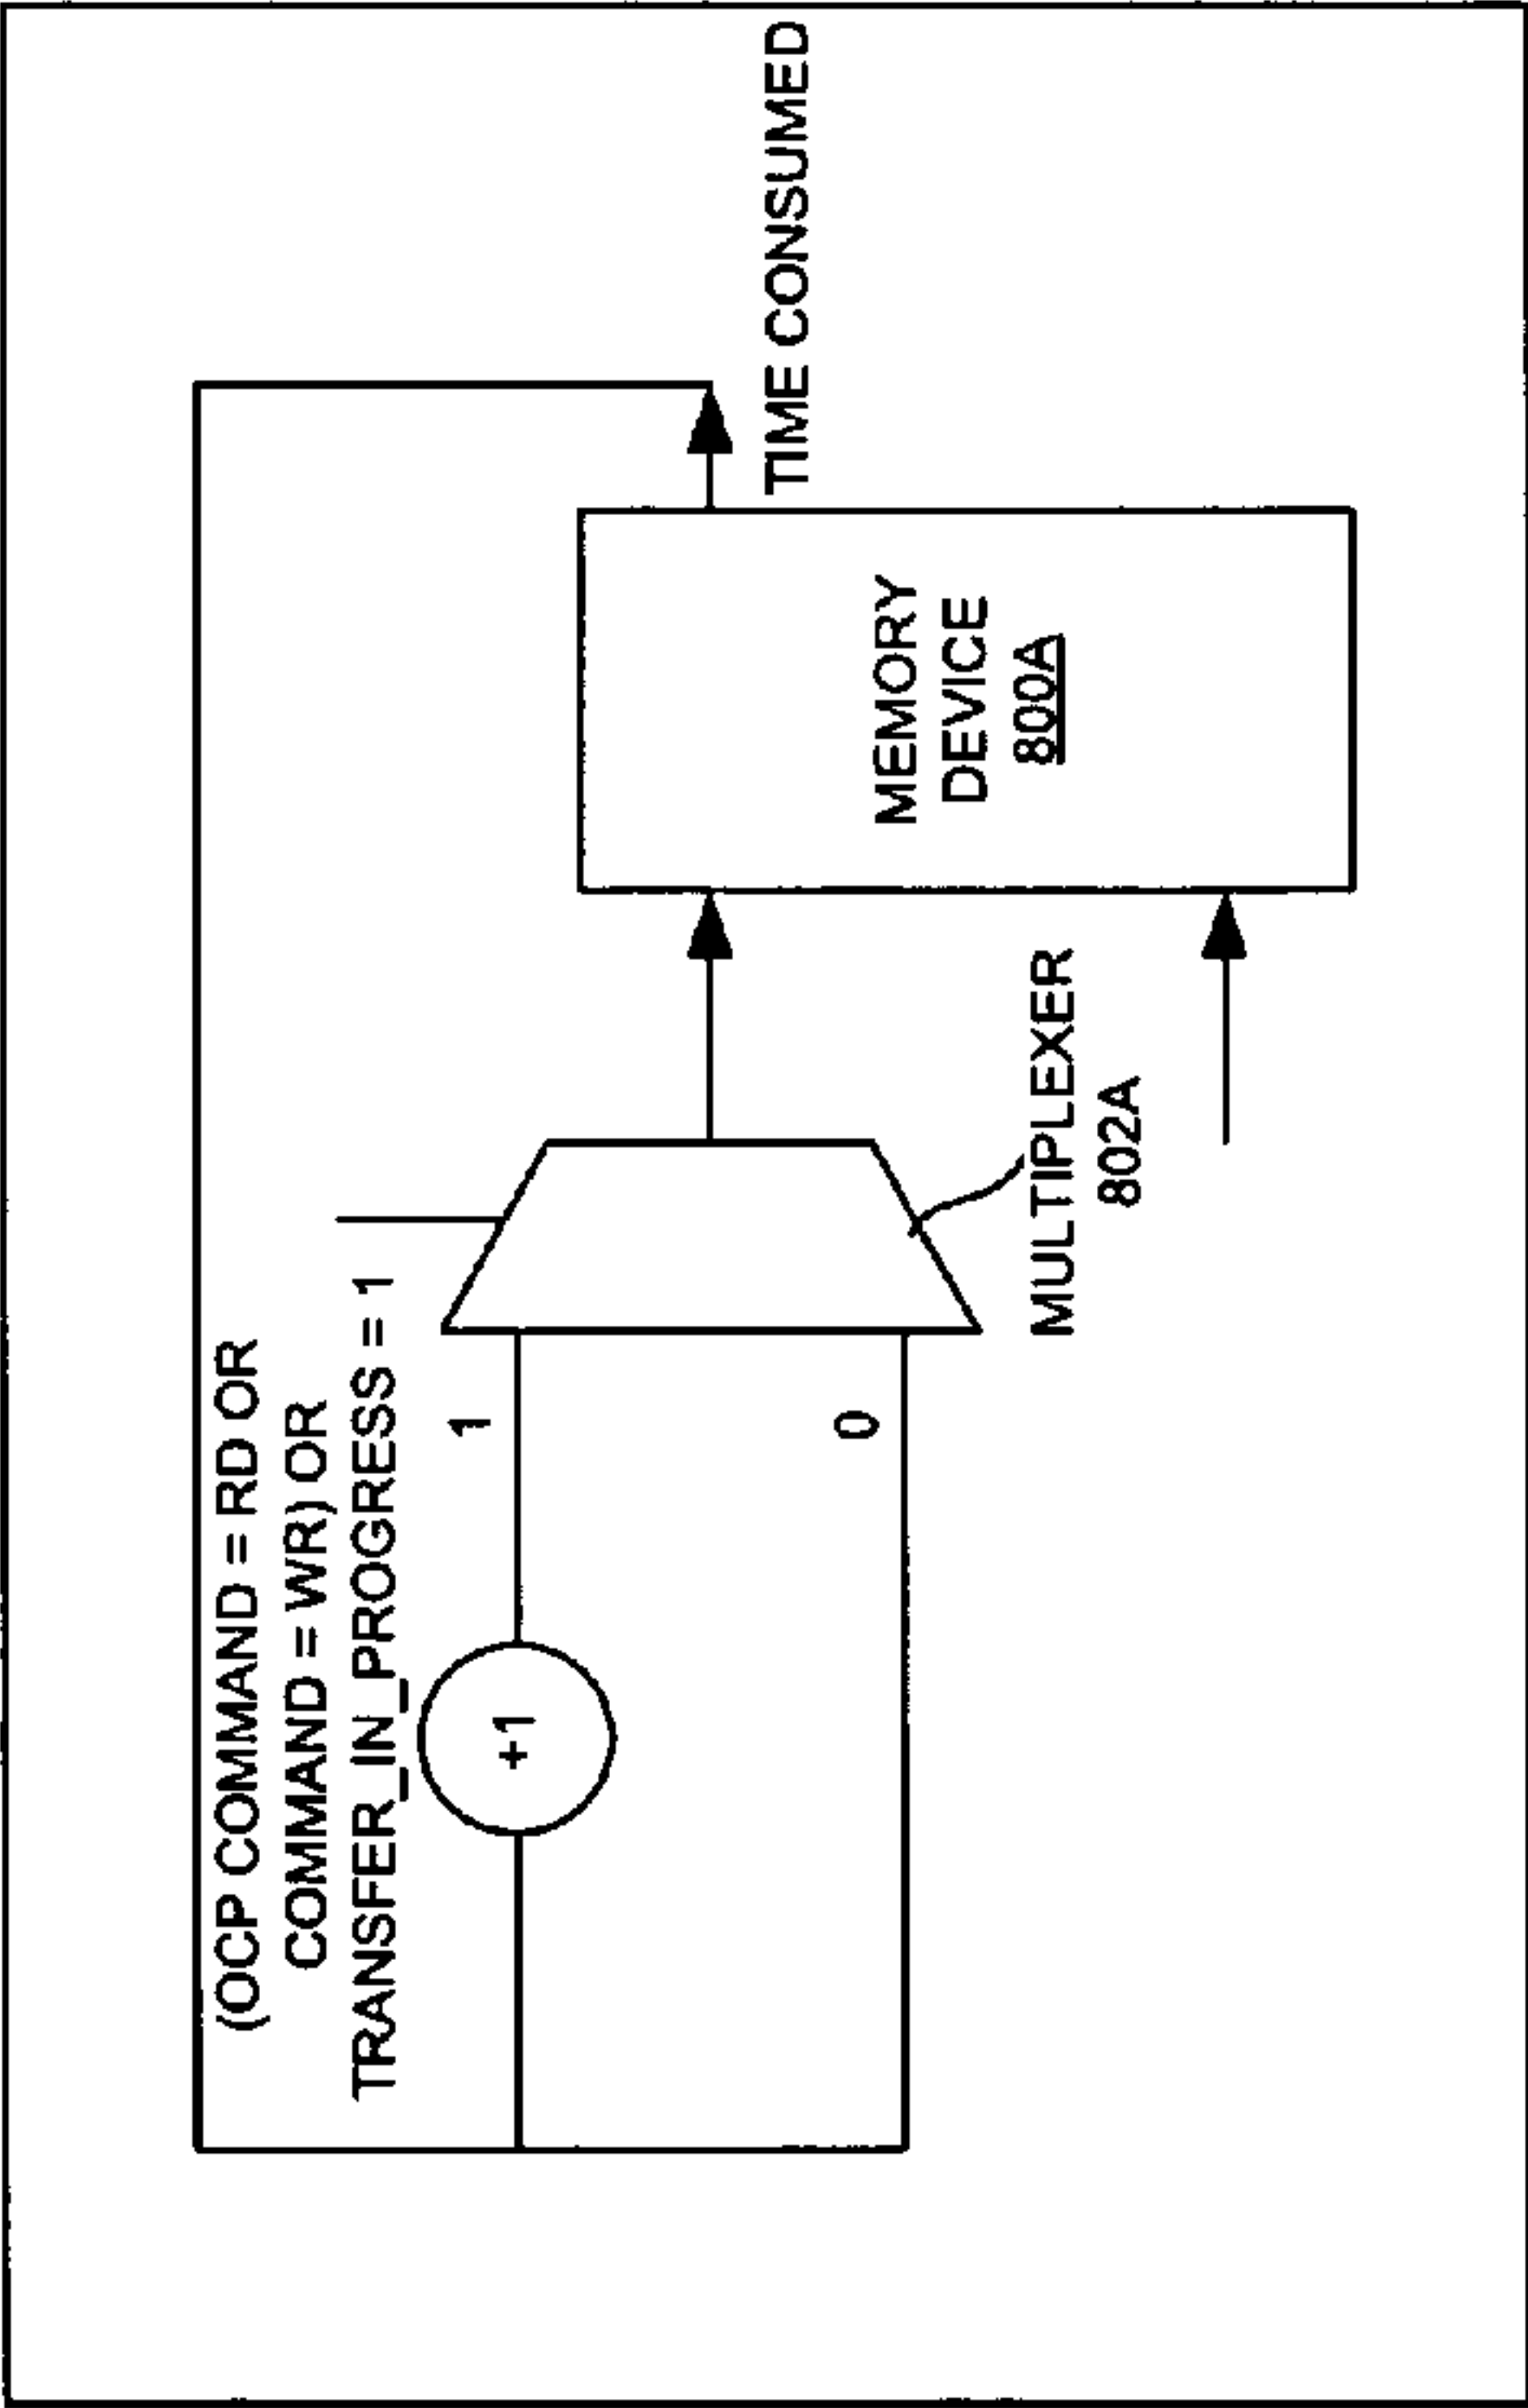 (OCP COMMAND = RD OR
COMMAND = WR) OR
TRANSFER_IN_PROGRESS = 1
1
+1
0
MULTIPLEXER
802A
MEMORY
DEVICE
800A
TIME CONSUMED